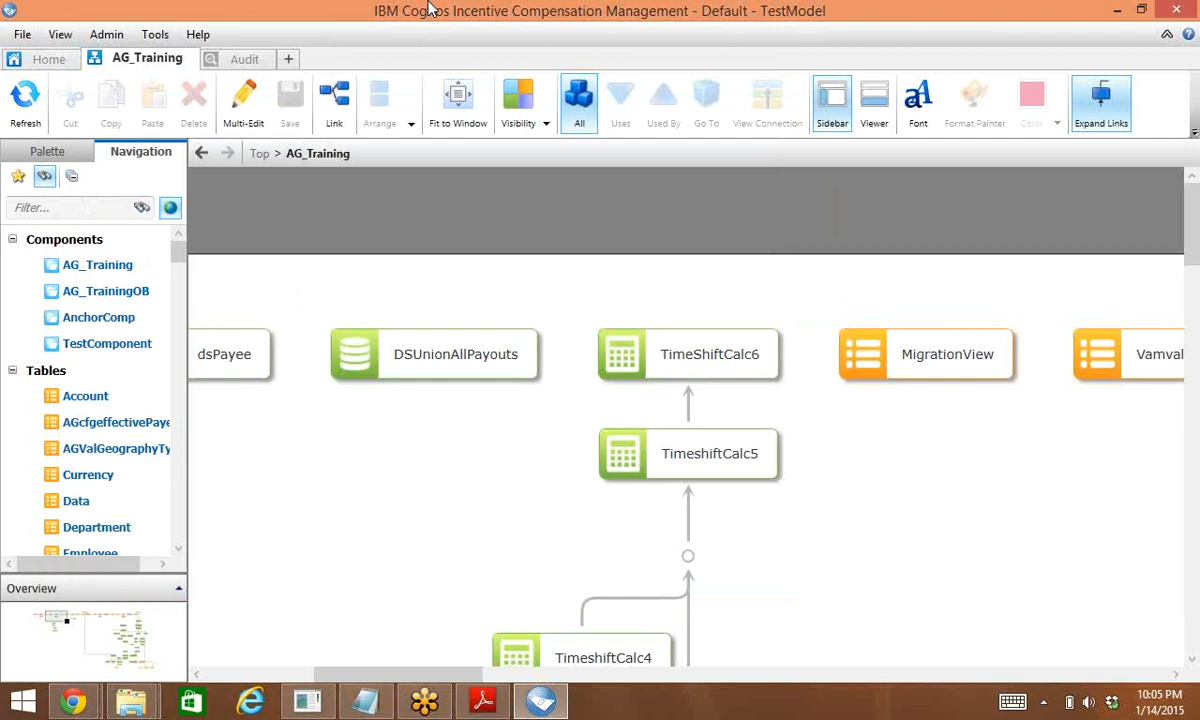 IBM Cognos Incentive Compensation Management - Default - TestModel
File View Admin Tools Help
Home AG_Training Audit +
Refresh Cut Copy Paste Delete Multi-Edit Save Link Arrange Fit to Window Visibility All Uses Used By Go To View Connection Sidebar Viewer Font Format Painter Color Expand Links
Palette Navigation
Top > AG_Training
Filter...
Components
AG_Training
AG_TrainingOB
AnchorComp
TestComponent
Tables
Account
AGcfgeffectivePaye
AGValGeographyTy
Currency
Data
Department
Employee
Overview
dsPayee
DSUnionAllPayouts
TimeShiftCalc6
MigrationView
Vamval
TimeshiftCalc5
TimeshiftCalc4
10:05 PM
1/14/2015